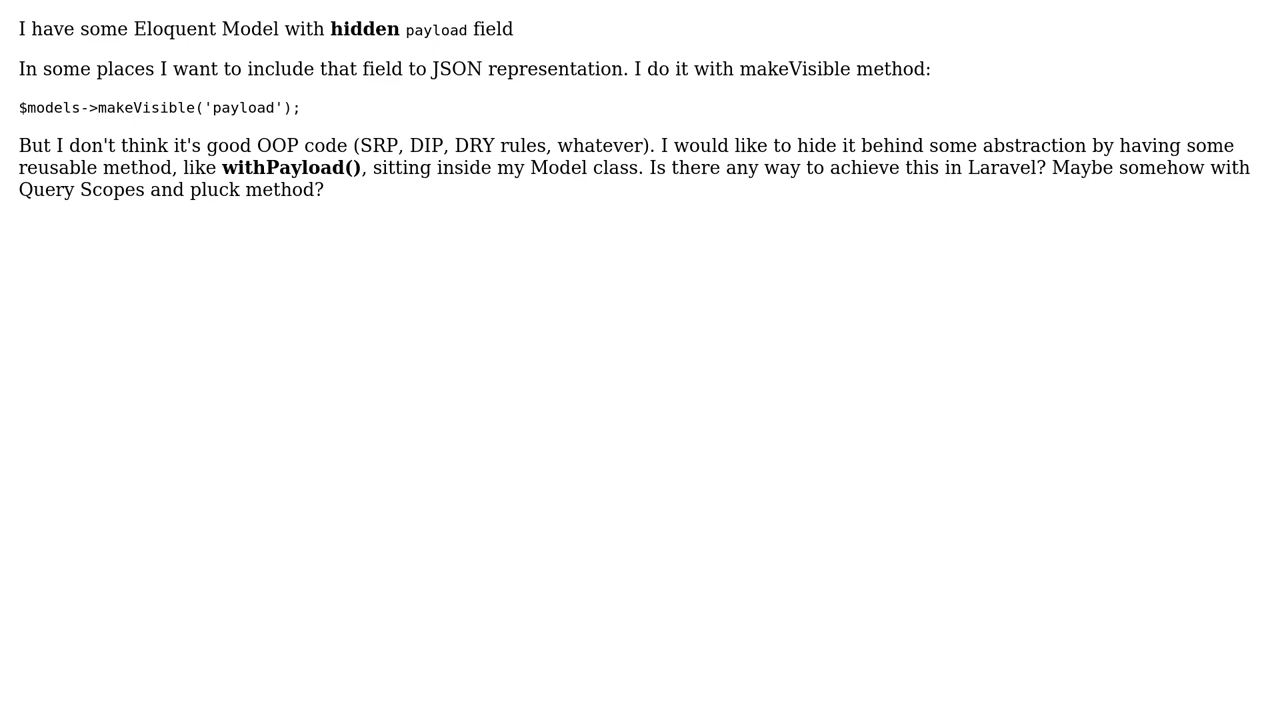 I have some Eloquent Model with hidden payload field
In some places I want to include that field to JSON representation. I do it with makeVisible method:
$models->makeVisible('payload');
But I don't think it's good OOP code (SRP, DIP, DRY rules, whatever). I would like to hide it behind some abstraction by having some
reusable method, like withPayload(), sitting inside my Model class. Is there any way to achieve this in Laravel? Maybe somehow with
Query Scopes and pluck method?